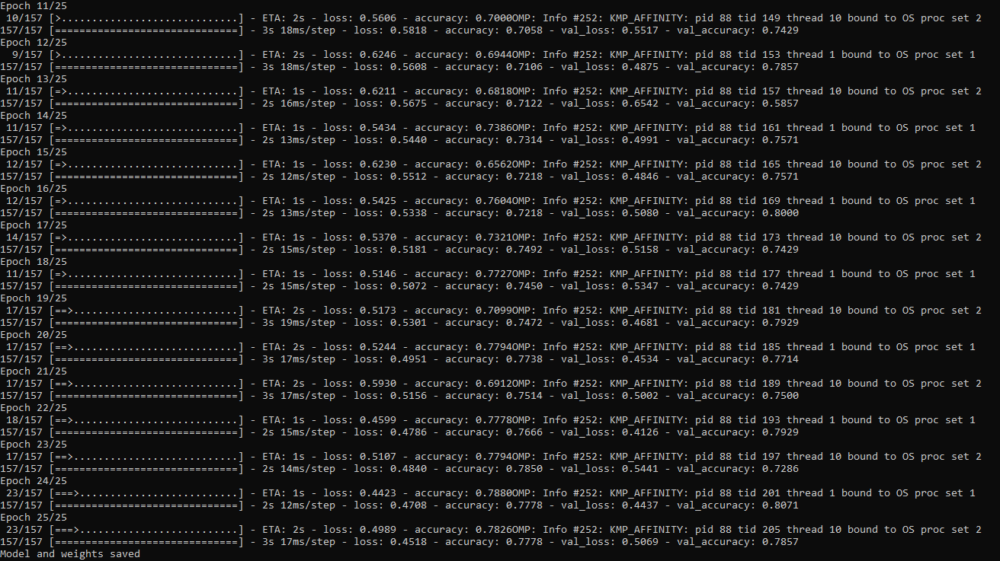 Epoch 11/25
 10/157 [>.............................] - ETA: 2s - loss: 0.5606 - accuracy: 0.7000OMP: Info #252: KMP_AFFINITY: pid 88 tid 149 thread 10 bound to OS proc set 2
157/157 [==============================] - 3s 18ms/step - loss: 0.5818 - accuracy: 0.7058 - val_loss: 0.5517 - val_accuracy: 0.7429
Epoch 12/25
  9/157 [>.............................] - ETA: 2s - loss: 0.6246 - accuracy: 0.6944OMP: Info #252: KMP_AFFINITY: pid 88 tid 153 thread 1 bound to OS proc set 1
157/157 [==============================] - 3s 18ms/step - loss: 0.5608 - accuracy: 0.7106 - val_loss: 0.4875 - val_accuracy: 0.7857
Epoch 13/25
 11/157 [=>............................] - ETA: 1s - loss: 0.6211 - accuracy: 0.6818OMP: Info #252: KMP_AFFINITY: pid 88 tid 157 thread 10 bound to OS proc set 2
157/157 [==============================] - 2s 16ms/step - loss: 0.5675 - accuracy: 0.7122 - val_loss: 0.6542 - val_accuracy: 0.5857
Epoch 14/25
 11/157 [=>............................] - ETA: 1s - loss: 0.5434 - accuracy: 0.7386OMP: Info #252: KMP_AFFINITY: pid 88 tid 161 thread 1 bound to OS proc set 1
157/157 [==============================] - 2s 13ms/step - loss: 0.5440 - accuracy: 0.7314 - val_loss: 0.4991 - val_accuracy: 0.7571
Epoch 15/25
 12/157 [=>............................] - ETA: 1s - loss: 0.6230 - accuracy: 0.6562OMP: Info #252: KMP_AFFINITY: pid 88 tid 165 thread 10 bound to OS proc set 2
157/157 [==============================] - 2s 12ms/step - loss: 0.5512 - accuracy: 0.7218 - val_loss: 0.4846 - val_accuracy: 0.7571
Epoch 16/25
 12/157 [=>............................] - ETA: 1s - loss: 0.5425 - accuracy: 0.7604OMP: Info #252: KMP_AFFINITY: pid 88 tid 169 thread 1 bound to OS proc set 1
157/157 [==============================] - 2s 13ms/step - loss: 0.5338 - accuracy: 0.7218 - val_loss: 0.5080 - val_accuracy: 0.8000
Epoch 17/25
 14/157 [=>............................] - ETA: 1s - loss: 0.5370 - accuracy: 0.7321OMP: Info #252: KMP_AFFINITY: pid 88 tid 173 thread 10 bound to OS proc set 2
157/157 [==============================] - 2s 15ms/step - loss: 0.5181 - accuracy: 0.7492 - val_loss: 0.5158 - val_accuracy: 0.7429
Epoch 18/25
 11/157 [=>............................] - ETA: 1s - loss: 0.5146 - accuracy: 0.7727OMP: Info #252: KMP_AFFINITY: pid 88 tid 177 thread 1 bound to OS proc set 1
157/157 [==============================] - 2s 15ms/step - loss: 0.5072 - accuracy: 0.7450 - val_loss: 0.5347 - val_accuracy: 0.7429
Epoch 19/25
 17/157 [==>...........................] - ETA: 2s - loss: 0.5173 - accuracy: 0.7099OMP: Info #252: KMP_AFFINITY: pid 88 tid 181 thread 10 bound to OS proc set 2
157/157 [==============================] - 3s 19ms/step - loss: 0.5301 - accuracy: 0.7472 - val_loss: 0.4681 - val_accuracy: 0.7929
Epoch 20/25
 17/157 [==>...........................] - ETA: 2s - loss: 0.5244 - accuracy: 0.7794OMP: Info #252: KMP_AFFINITY: pid 88 tid 185 thread 1 bound to OS proc set 1
157/157 [==============================] - 3s 17ms/step - loss: 0.4951 - accuracy: 0.7738 - val_loss: 0.4534 - val_accuracy: 0.7714
Epoch 21/25
 17/157 [==>...........................] - ETA: 2s - loss: 0.5930 - accuracy: 0.6912OMP: Info #252: KMP_AFFINITY: pid 88 tid 189 thread 10 bound to OS proc set 2
157/157 [==============================] - 3s 17ms/step - loss: 0.5156 - accuracy: 0.7514 - val_loss: 0.5002 - val_accuracy: 0.7500
Epoch 22/25
 18/157 [==>...........................] - ETA: 1s - loss: 0.4599 - accuracy: 0.7778OMP: Info #252: KMP_AFFINITY: pid 88 tid 193 thread 1 bound to OS proc set 1
157/157 [==============================] - 2s 15ms/step - loss: 0.4786 - accuracy: 0.7666 - val_loss: 0.4126 - val_accuracy: 0.7929
Epoch 23/25
 17/157 [==>...........................] - ETA: 1s - loss: 0.5107 - accuracy: 0.7794OMP: Info #252: KMP_AFFINITY: pid 88 tid 197 thread 10 bound to OS proc set 2
157/157 [==============================] - 2s 14ms/step - loss: 0.4840 - accuracy: 0.7850 - val_loss: 0.5441 - val_accuracy: 0.7286
Epoch 24/25
 23/157 [===>..........................] - ETA: 1s - loss: 0.4423 - accuracy: 0.7880OMP: Info #252: KMP_AFFINITY: pid 88 tid 201 thread 1 bound to OS proc set 1
157/157 [==============================] - 2s 12ms/step - loss: 0.4708 - accuracy: 0.7778 - val_loss: 0.4437 - val_accuracy: 0.8071
Epoch 25/25
 23/157 [===>..........................] - ETA: 2s - loss: 0.4989 - accuracy: 0.7826OMP: Info #252: KMP_AFFINITY: pid 88 tid 205 thread 10 bound to OS proc set 2
157/157 [==============================] - 3s 17ms/step - loss: 0.4518 - accuracy: 0.7778 - val_loss: 0.5069 - val_accuracy: 0.7857
Model and weights saved